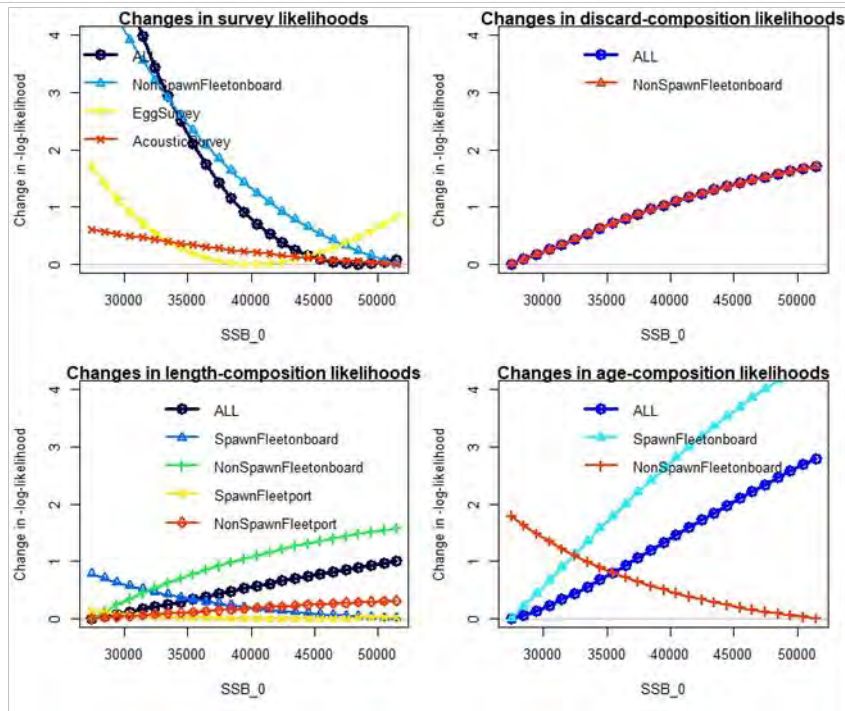 Changes in survey likelihoods
Change in -log-likelihood
4
3
2
1
0
ALL
NonSpawnFleetonboard
EggSurvey
AcousticSurvey
30000 35000 40000 45000 50000
SSB_0
Changes in discard-composition likelihoods
Change in -log-likelihood
4
3
2
1
0
ALL
NonSpawnFleetonboard
30000 35000 40000 45000 50000
SSB_0
Changes in length-composition likelihoods
Change in -log-likelihood
4
3
2
1
0
ALL
SpawnFleetonboard
NonSpawnFleetonboard
SpawnFleetport
NonSpawnFleetport
30000 35000 40000 45000 50000
SSB_0
Changes in age-composition likelihoods
Change in -log-likelihood
4
3
2
1
0
ALL
SpawnFleetonboard
NonSpawnFleetonboard
30000 35000 40000 45000 50000
SSB_0